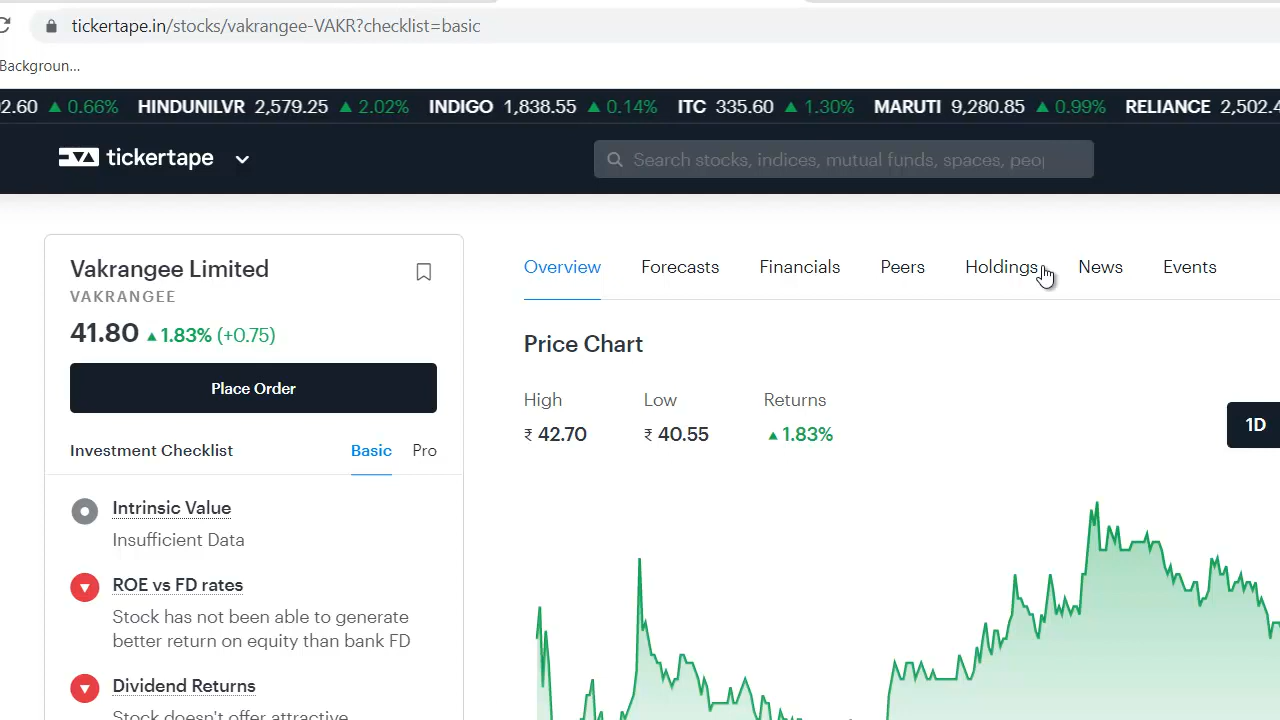 tickertape.in/stocks/vakrangee-VAKR?checklist=basic
Backgroun...
2.60 ▲ 0.66% HINDUNILVR 2,579.25 ▲ 2.02% INDIGO 1,838.55 ▲ 0.14% ITC 335.60 ▲ 1.30% MARUTI 9,280.85 ▲ 0.99% RELIANCE 2,502.4
tickertape
Search stocks, indices, mutual funds, spaces, peop
Vakrangee Limited
VAKRANGEE
41.80 ▲ 1.83% (+0.75)
Place Order
Investment Checklist Basic Pro
Intrinsic Value
Insufficient Data
ROE vs FD rates
Stock has not been able to generate
better return on equity than bank FD
Dividend Returns
Stock doesn't offer attractive
Overview Forecasts Financials Peers Holdings News Events
Price Chart
High Low Returns
₹ 42.70 ₹ 40.55 ▲ 1.83%
1D